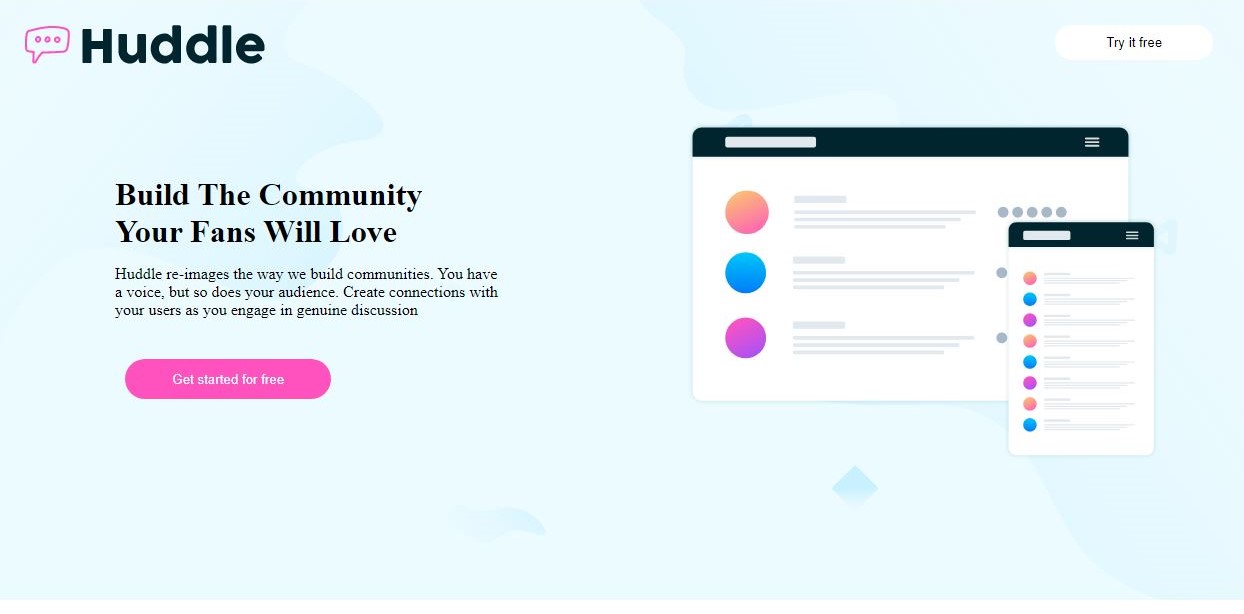 Huddle
Try it free
Build The Community
Your Fans Will Love
Huddle re-images the way we build communities. You have
a voice, but so does your audience. Create connections with
your users as you engage in genuine discussion
Get started for free